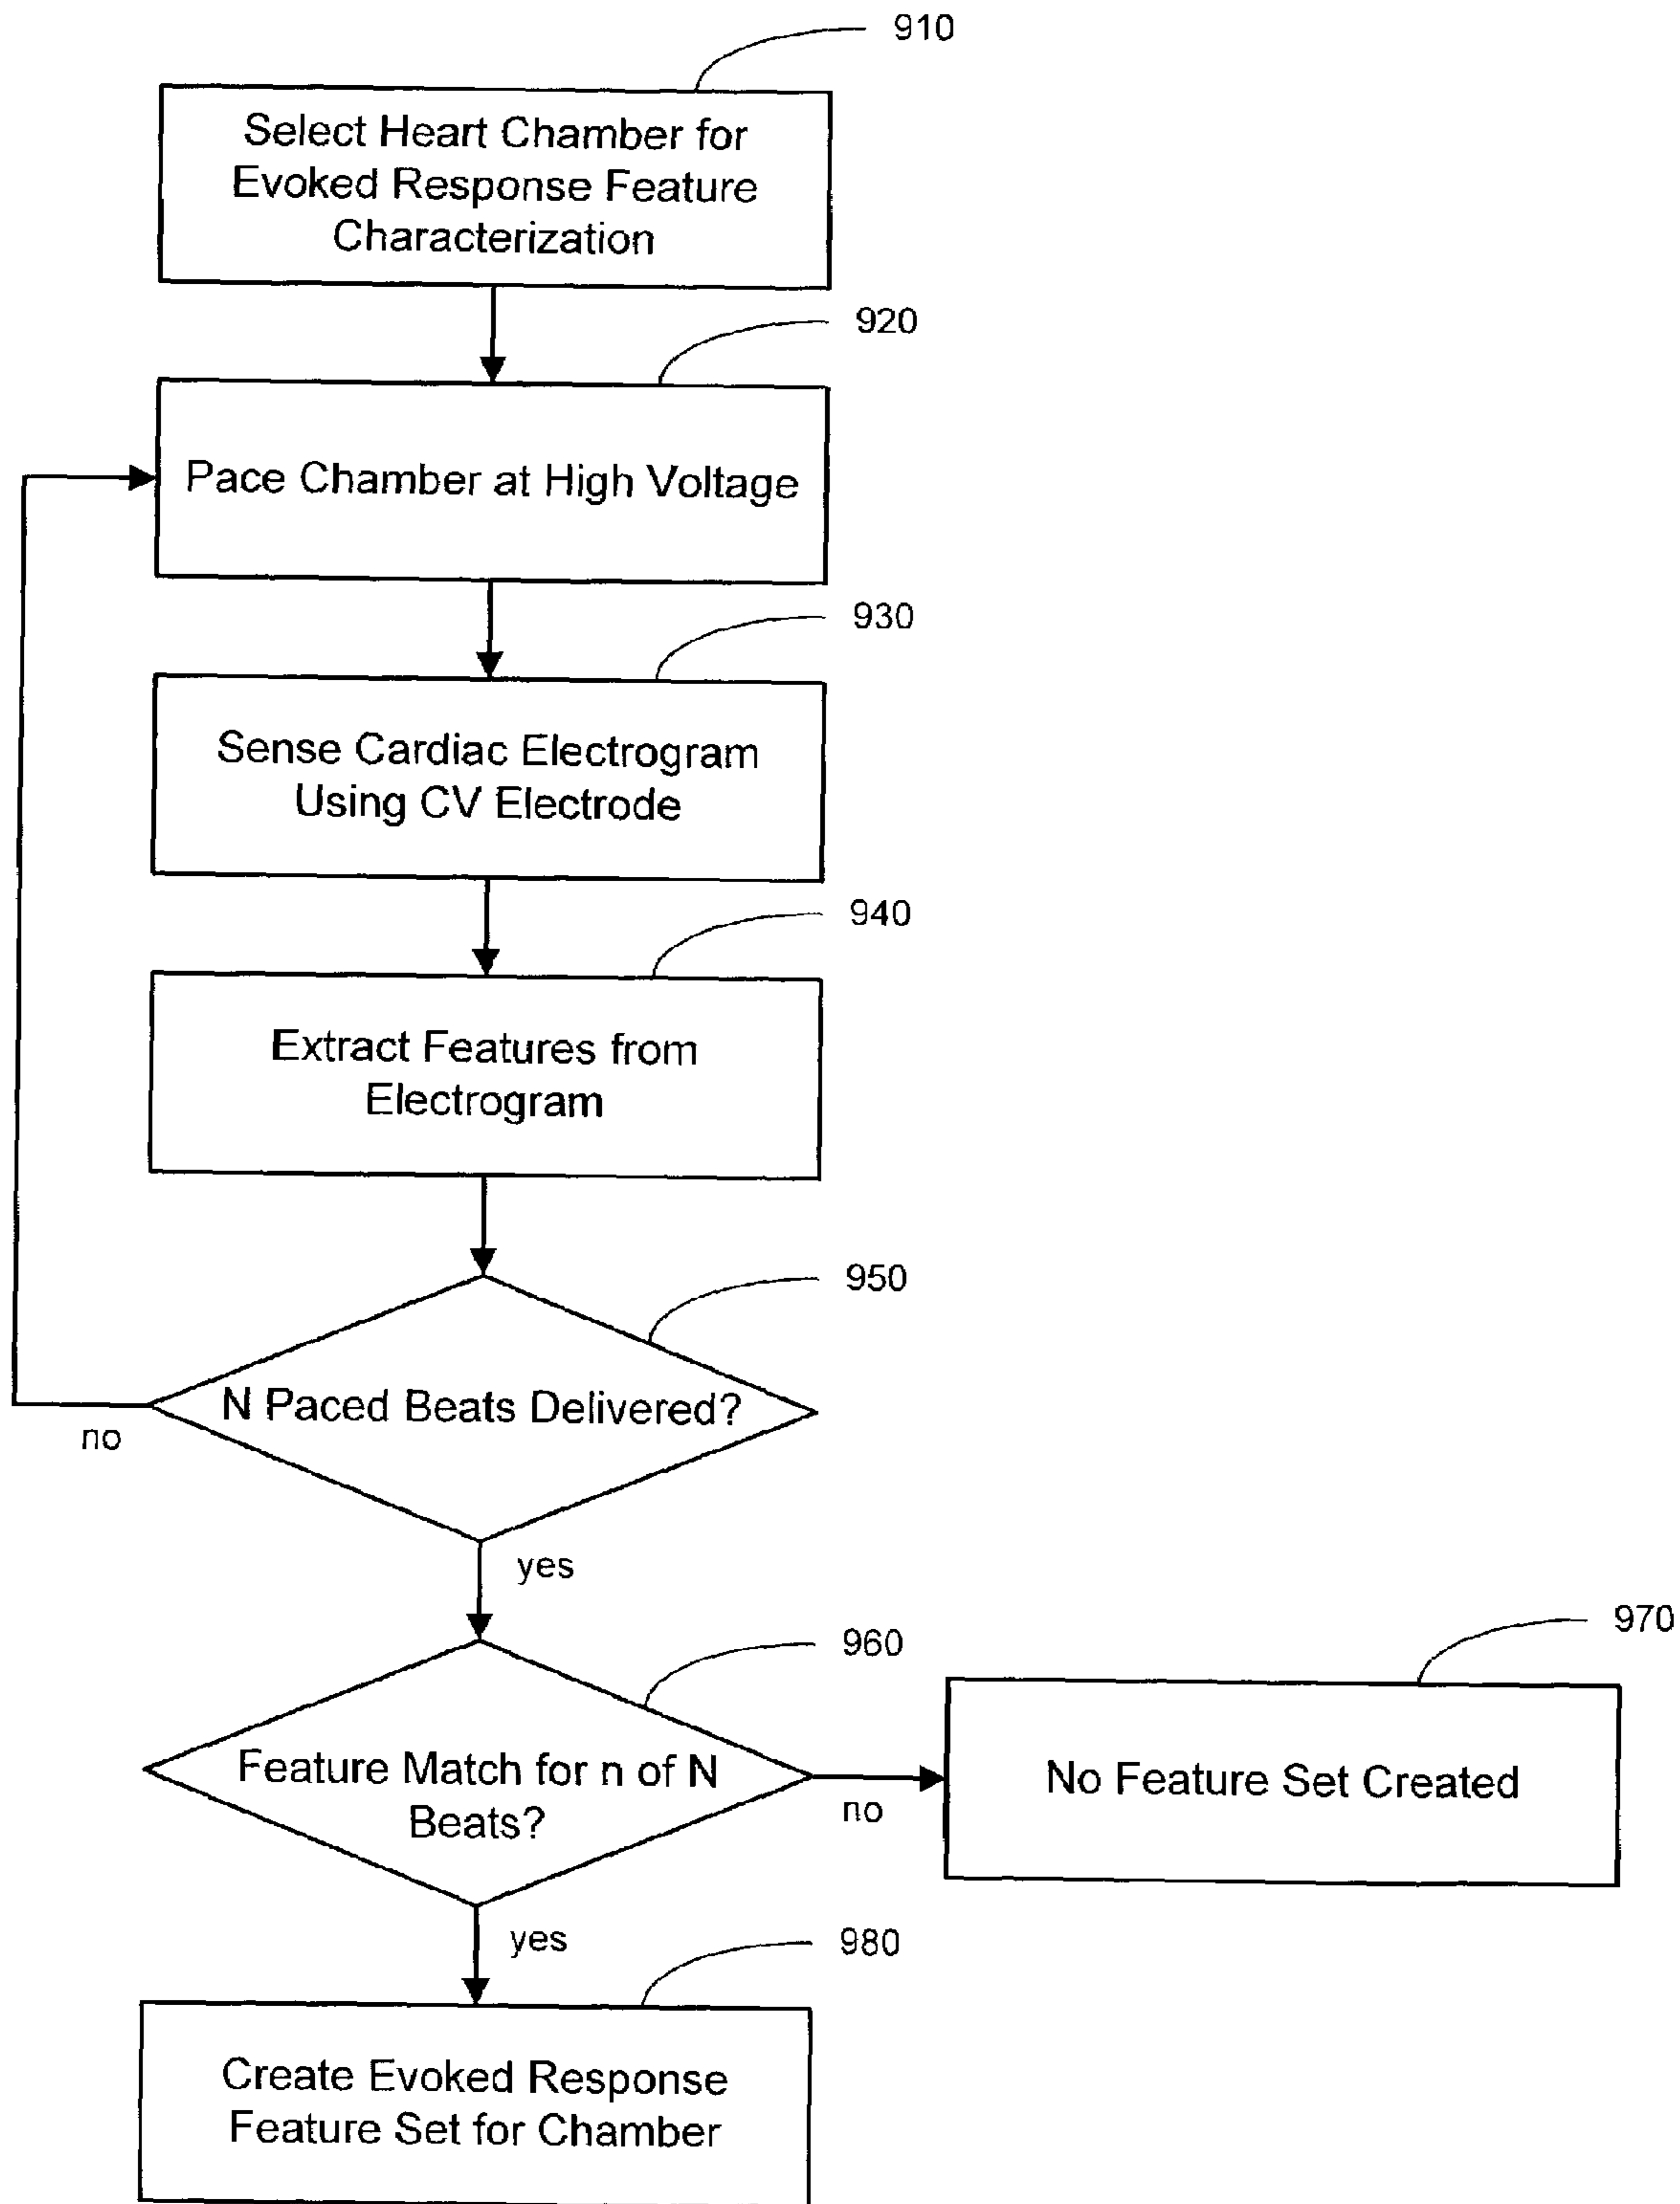 910
Select Heart Chamber for
Evoked Response Feature
Characterization
920
Pace Chamber at High Voltage
930
Sense Cardiac Electrogram
Using CV Electrode
940
Extract Features from
Electrogram
950
N Paced Beats Delivered?
no
yes
960
970
Feature Match for n of N
Beats?
no
No Feature Set Created
yes
980
Create Evoked Response
Feature Set for Chamber